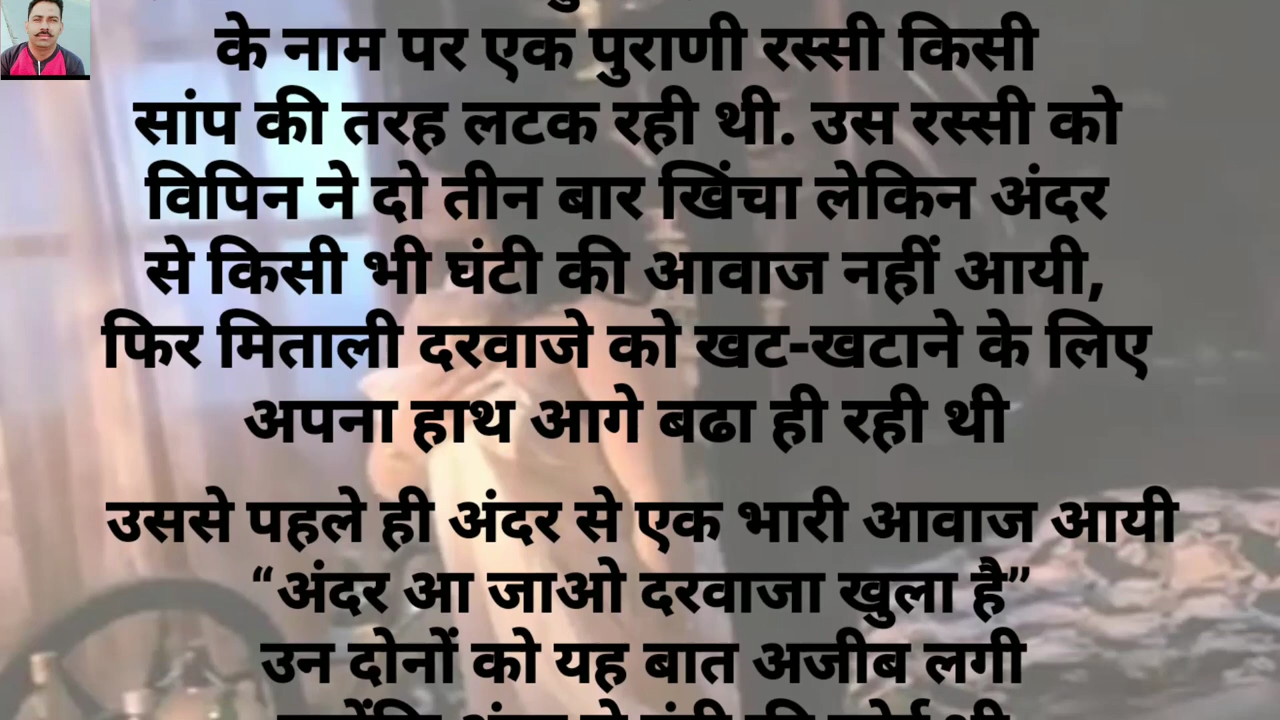 के नाम पर एक पुराणी रस्सी किसी
सांप की तरह लटक रही थी. उस रस्सी को
विपिन ने दो तीन बार खिंचा लेकिन अंदर
से किसी भी घंटी की आवाज नहीं आयी,
फिर मिताली दरवाजे को खट-खटाने के लिए
अपना हाथ आगे बढा ही रही थी
उससे पहले ही अंदर से एक भारी आवाज आयी
“अंदर आ जाओ दरवाजा खुला है”
उन दोनों को यह बात अजीब लगी